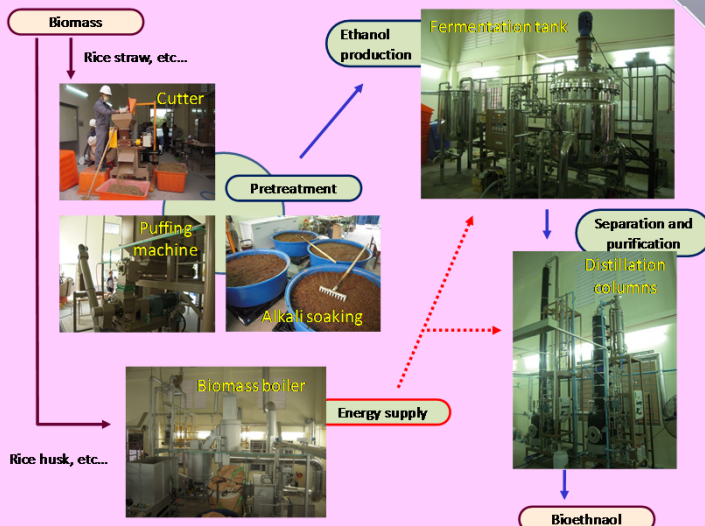 Biomass
Rice straw, etc...
Cutter
Ethanol
production
Fermentation tank
Pretreatment
Puffing
machine
Alkali soaking
Separation and
purification
Distillation
columns
Biomass boiler
Energy supply
Rice husk, etc...
Bioethnaol